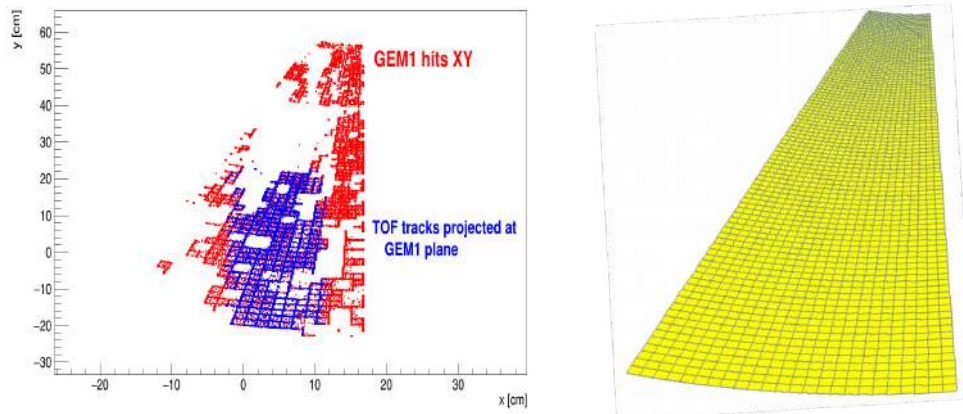 y [cm]
60
50
40
30
20
10
0
−10
−20
−30
GEM1 hits XY
TOF tracks projected at
GEM1 plane
−20 −10 0 10 20 30
x [cm]